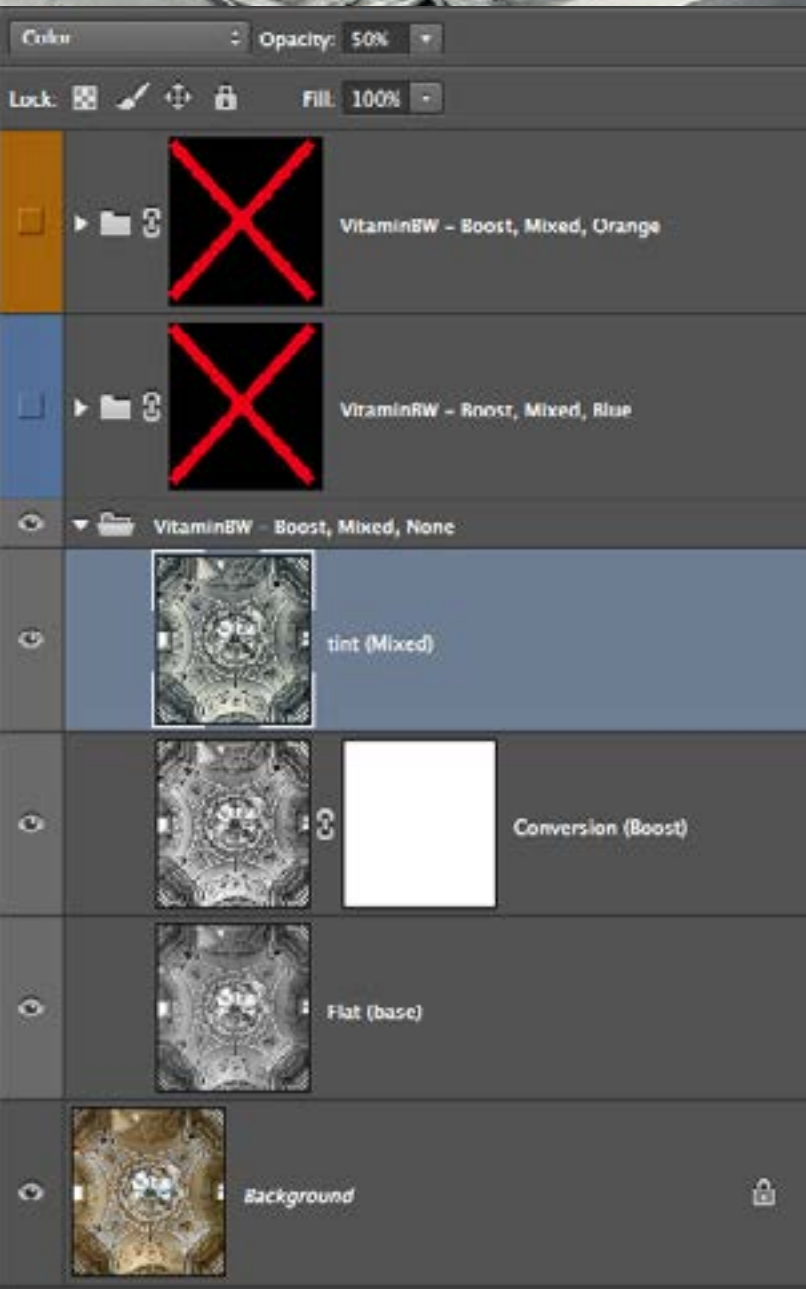 Color Opacity: 50%
Lock: Fill: 100%
VitaminBW – Boost, Mixed, Orange
VitaminBW – Boost, Mixed, Blue
VitaminBW – Boost, Mixed, None
tint (Mixed)
Conversion (Boost)
Flat (base)
Background